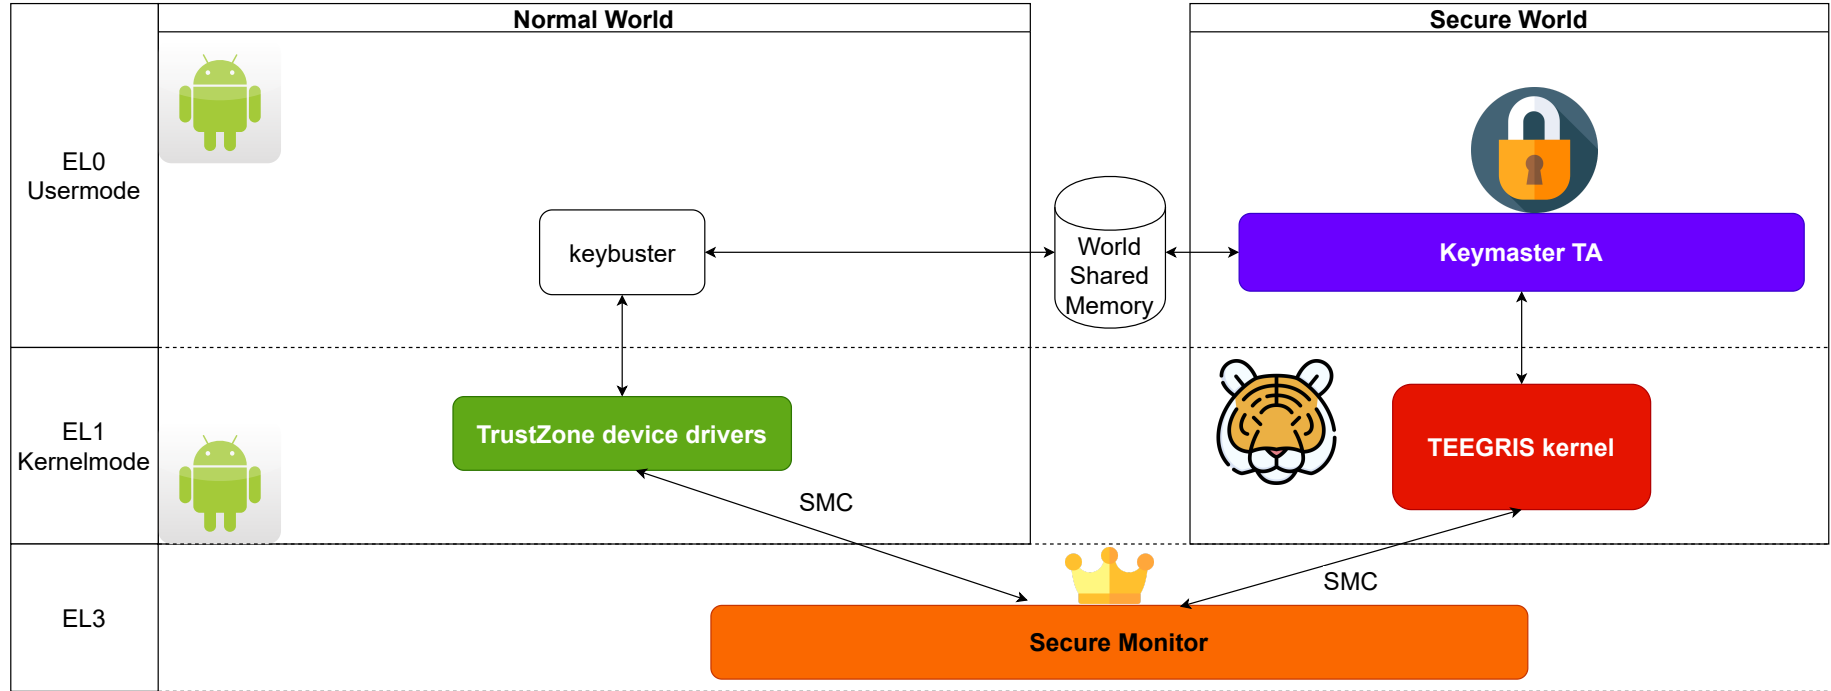 Normal World
Secure World
EL0
Usermode
keybuster
World
Shared
Memory
Keymaster TA
EL1
Kernelmode
TrustZone device drivers
TEEGRIS kernel
SMC
SMC
EL3
Secure Monitor